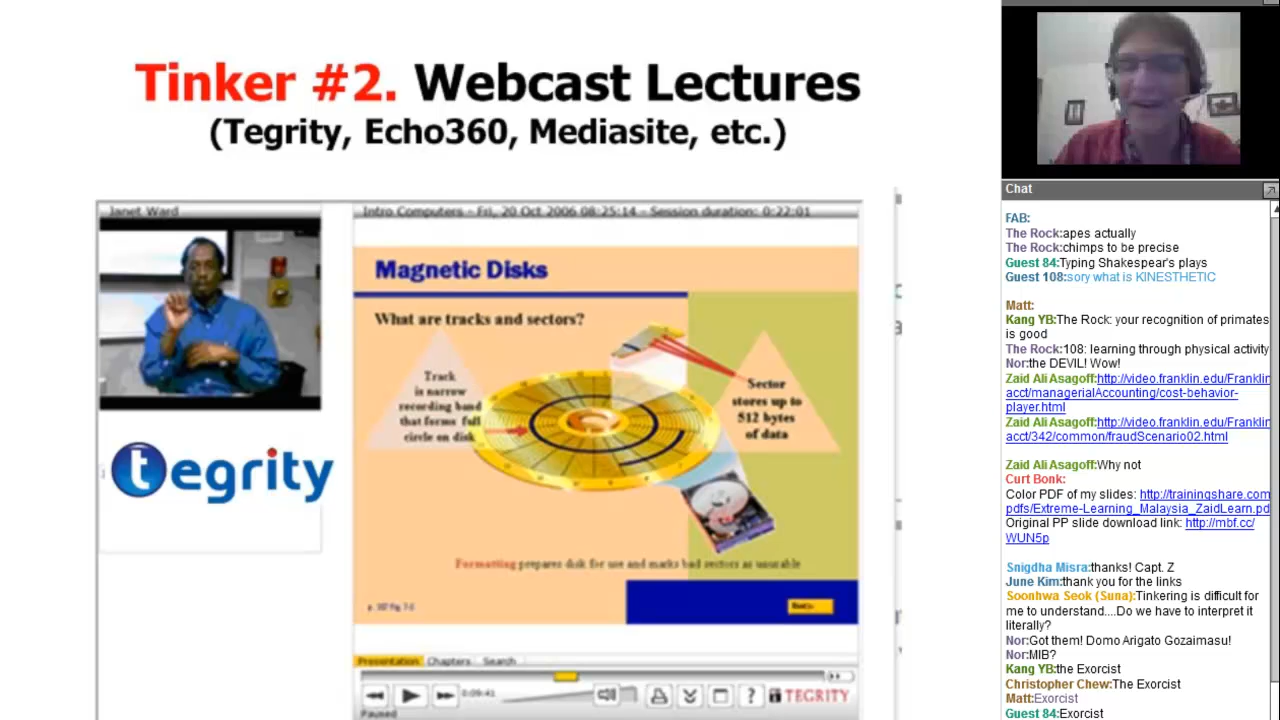 Tinker #2. Webcast Lectures
(Tegrity, Echo360, Mediasite, etc.)
Janet Ward
Intro Computers - Fri, 20 Oct 2006 08:25:14 - Session duration: 0:22:01
Magnetic Disks
What are tracks and sectors?
Track
is narrow
recording band
that forms full
circle on disk
Sector
stores up to
512 bytes
of data
Formatting prepares disk for use and marks bad sectors as unusable
tegrity
Next>
Presentation Chapters Search
0:09:41
?
TEGRITY
Paused
Chat
FAB:
The Rock:apes actually
The Rock:chimps to be precise
Guest 84:Typing Shakespear's plays
Guest 108:sory what is KINESTHETIC
Matt:
Kang YB:The Rock: your recognition of primates
is good
The Rock:108: learning through physical activity
Nor:the DEVIL! Wow!
Zaid Ali Asagoff:http://video.franklin.edu/Franklin
acct/managerialAccounting/cost-behavior-
player.html
Zaid Ali Asagoff:http://video.franklin.edu/Franklin
acct/342/common/fraudScenario02.html
Zaid Ali Asagoff:Why not
Curt Bonk:
Color PDF of my slides: http://trainingshare.com
pdfs/Extreme-Learning_Malaysia_ZaidLearn.pd
Original PP slide download link: http://mbf.cc/
WUN5p
Snigdha Misra:thanks! Capt. Z
June Kim:thank you for the links
Soonhwa Seok (Suna):Tinkering is difficult for
me to understand....Do we have to interpret it
literally?
Nor:Got them! Domo Arigato Gozaimasu!
Nor:MIB?
Kang YB:the Exorcist
Christopher Chew:The Exorcist
Matt:Exorcist
Guest 84:Exorcist